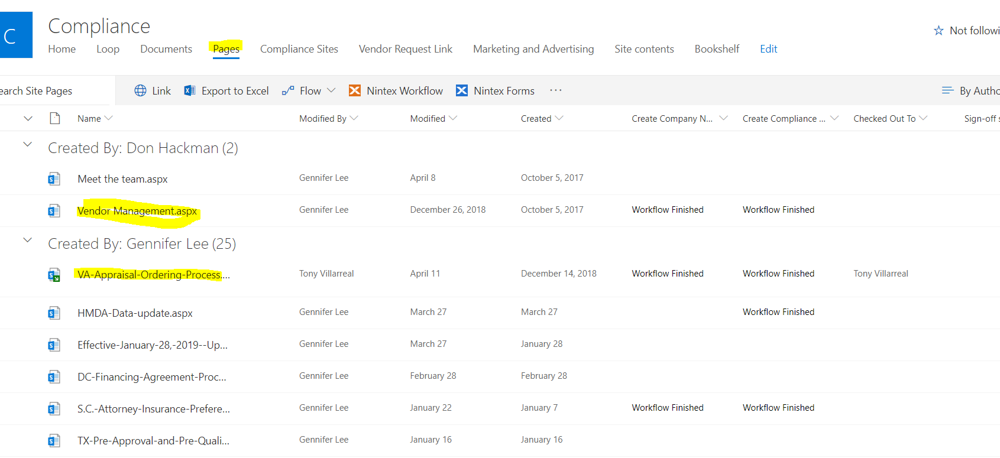 C
Compliance
Not followi
Home Loop Documents Pages Compliance Sites Vendor Request Link Marketing and Advertising Site contents Bookshelf Edit
earch Site Pages Link Export to Excel Flow Nintex Workflow Nintex Forms ··· By Autho
Name Modified By Modified Created Create Company N... Create Compliance ... Checked Out To Sign-off s
Created By: Don Hackman (2)
Meet the team.aspx Gennifer Lee April 8 October 5, 2017
Vendor Management.aspx Gennifer Lee December 26, 2018 October 5, 2017 Workflow Finished Workflow Finished
Created By: Gennifer Lee (25)
VA-Appraisal-Ordering-Process.... Tony Villarreal April 11 December 14, 2018 Workflow Finished Workflow Finished Tony Villarreal
HMDA-Data-update.aspx Gennifer Lee March 27 March 27 Workflow Finished
Effective-January-28,-2019--Up... Gennifer Lee March 27 January 28
DC-Financing-Agreement-Proc... Gennifer Lee February 28 February 28
S.C.-Attorney-Insurance-Prefere... Gennifer Lee January 22 January 7 Workflow Finished Workflow Finished
TX-Pre-Approval-and-Pre-Quali... Gennifer Lee January 16 January 16